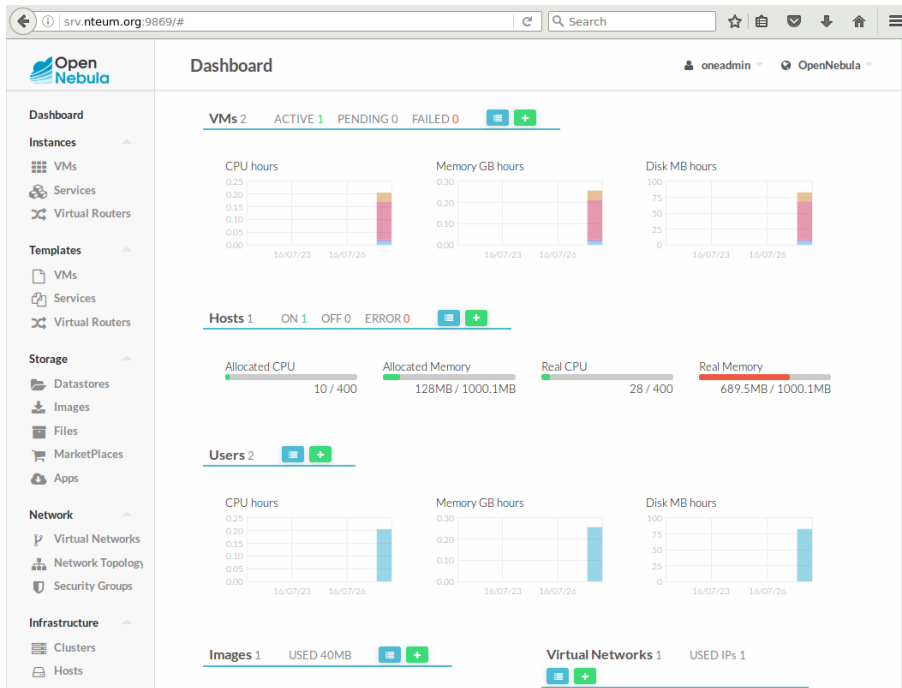 srv.nteum.org:9869/#
Search
Open
Nebula
Dashboard
oneadmin
OpenNebula
Dashboard
Instances
VMs
Services
Virtual Routers
Templates
VMs
Services
Virtual Routers
Storage
Datastores
Images
Files
MarketPlaces
Apps
Network
Virtual Networks
Network Topology
Security Groups
Infrastructure
Clusters
Hosts
VMs 2 ACTIVE 1 PENDING 0 FAILED 0
CPU hours
0.25
0.20
0.15
0.10
0.05
0.00
16/07/23 16/07/26
Memory GB hours
0.30
0.20
0.10
0.00
16/07/23 16/07/26
Disk MB hours
100
75
50
25
0
16/07/23 16/07/26
Hosts 1 ON 1 OFF 0 ERROR 0
Allocated CPU
10 / 400
Allocated Memory
128MB / 1000.1MB
Real CPU
28 / 400
Real Memory
689.5MB / 1000.1MB
Users 2
CPU hours
0.25
0.20
0.15
0.10
0.05
0.00
16/07/23 16/07/26
Memory GB hours
0.30
0.20
0.10
0.00
16/07/23 16/07/26
Disk MB hours
100
75
50
25
0
16/07/23 16/07/26
Images 1 USED 40MB
Virtual Networks 1 USED IPs 1